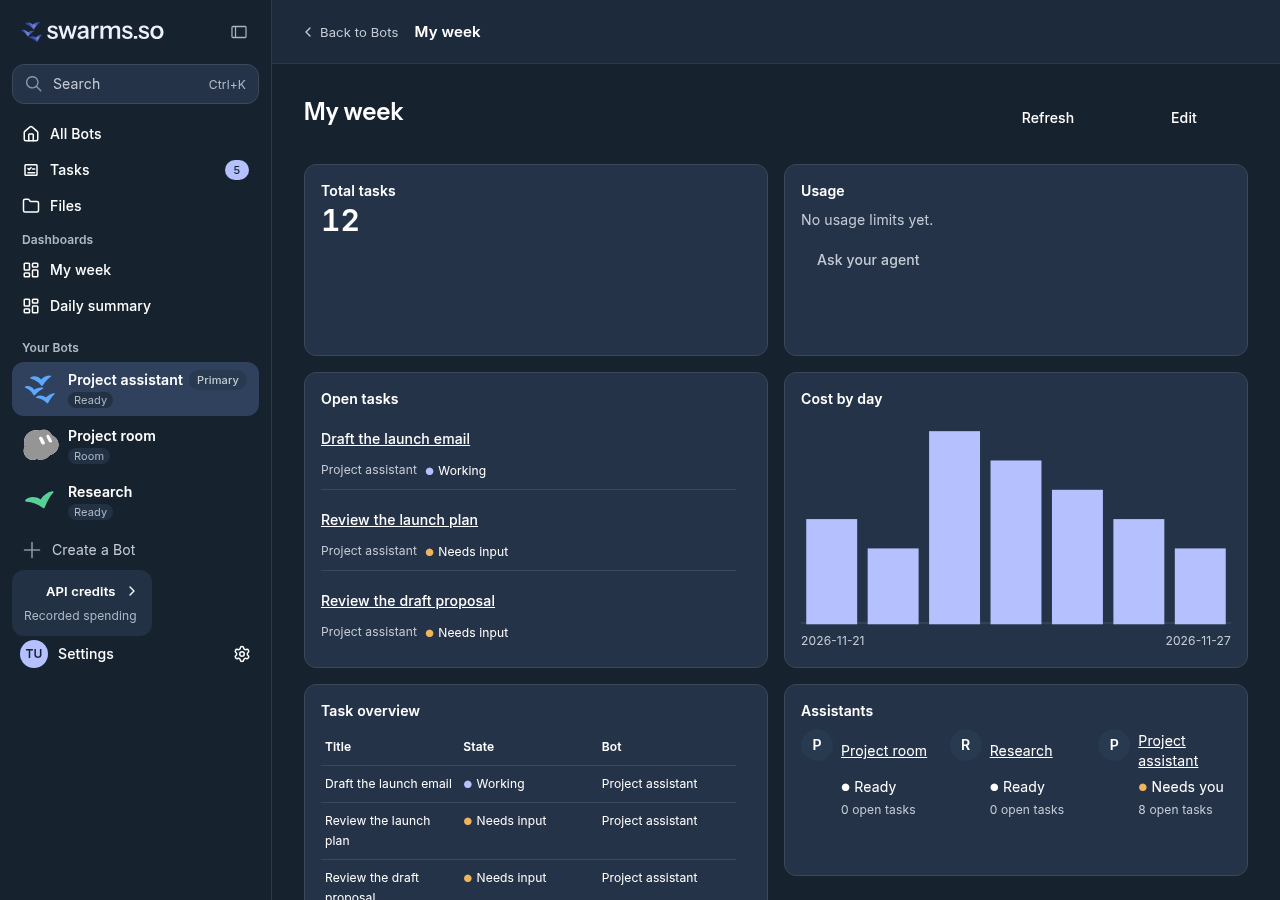 swarms.so
Search Ctrl+K
All Bots
Tasks 5
Files
Dashboards
My week
Daily summary
Your Bots
Project assistant Primary
Ready
Project room
Room
Research
Ready
Create a Bot
API credits
Recorded spending
TU Settings
Back to Bots My week
My week
Refresh Edit
Total tasks
12
Usage
No usage limits yet.
Ask your agent
Open tasks
Draft the launch email
Project assistant Working
Review the launch plan
Project assistant Needs input
Review the draft proposal
Project assistant Needs input
Cost by day
2026-11-21 2026-11-27
Task overview
Title State Bot
Draft the launch email Working Project assistant
Review the launch
plan
Needs input Project assistant
Review the draft
proposal
Needs input Project assistant
Assistants
P Project room
Ready
0 open tasks
R Research
Ready
0 open tasks
P Project
assistant
Needs you
8 open tasks